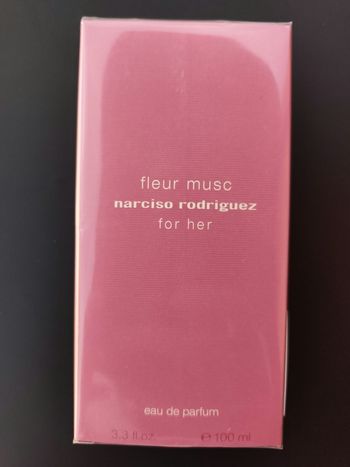 fleur musc
narciso rodriguez
for her
eau de parfum
3.3 fl.oz. ℮ 100 ml